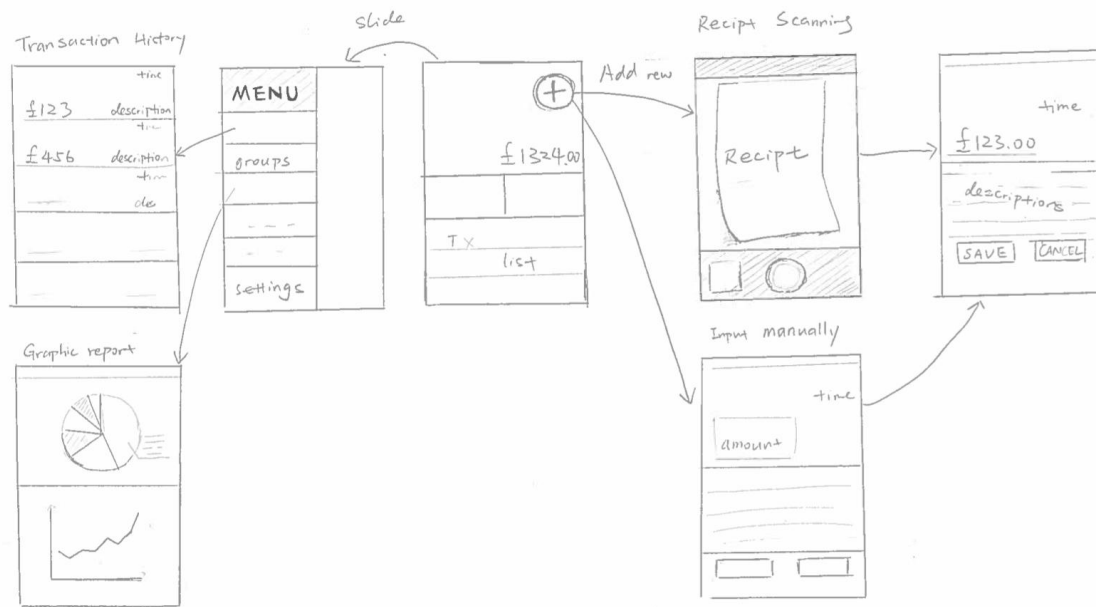 Transaction History
time
£123 description
time
£456 description
time
des
slide
MENU
groups
settings
Add new
£1324.00
Tx
list
Recipt Scanning
Recipt
time
£123.00
descriptions
SAVE CANCEL
Graphic report
Input manually
time
amount